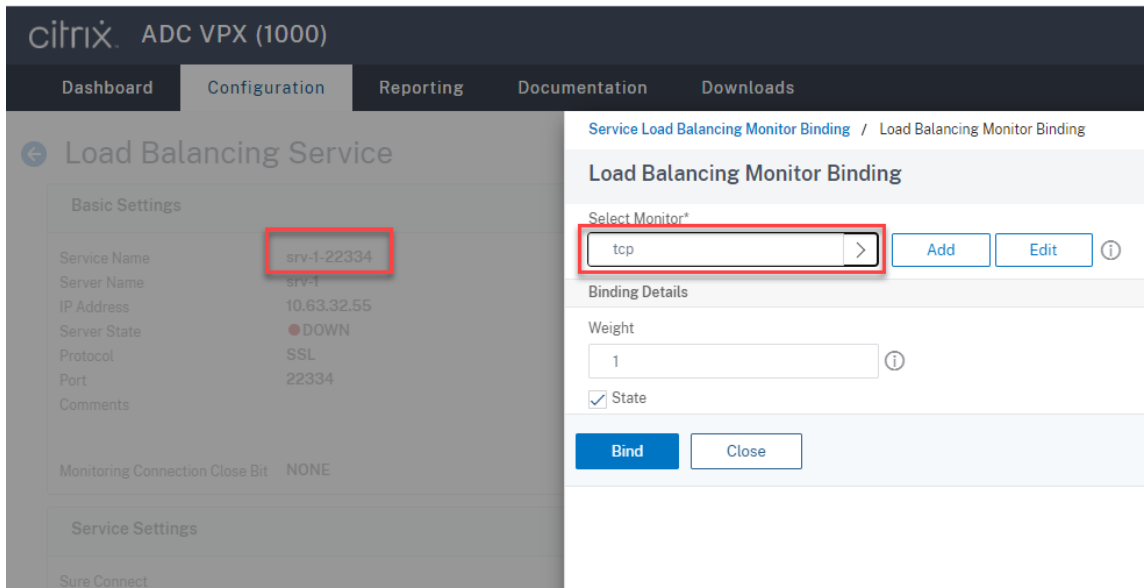 citrix. ADC VPX (1000)
Dashboard Configuration Reporting Documentation Downloads
Load Balancing Service
Basic Settings
Service Name srv-1-22334
Server Name srv-1
IP Address 10.63.32.55
Server State DOWN
Protocol SSL
Port 22334
Comments
Monitoring Connection Close Bit NONE
Service Settings
Sure Connect
Service Load Balancing Monitor Binding / Load Balancing Monitor Binding
Load Balancing Monitor Binding
Select Monitor*
tcp > Add Edit
Binding Details
Weight
1
State
Bind Close